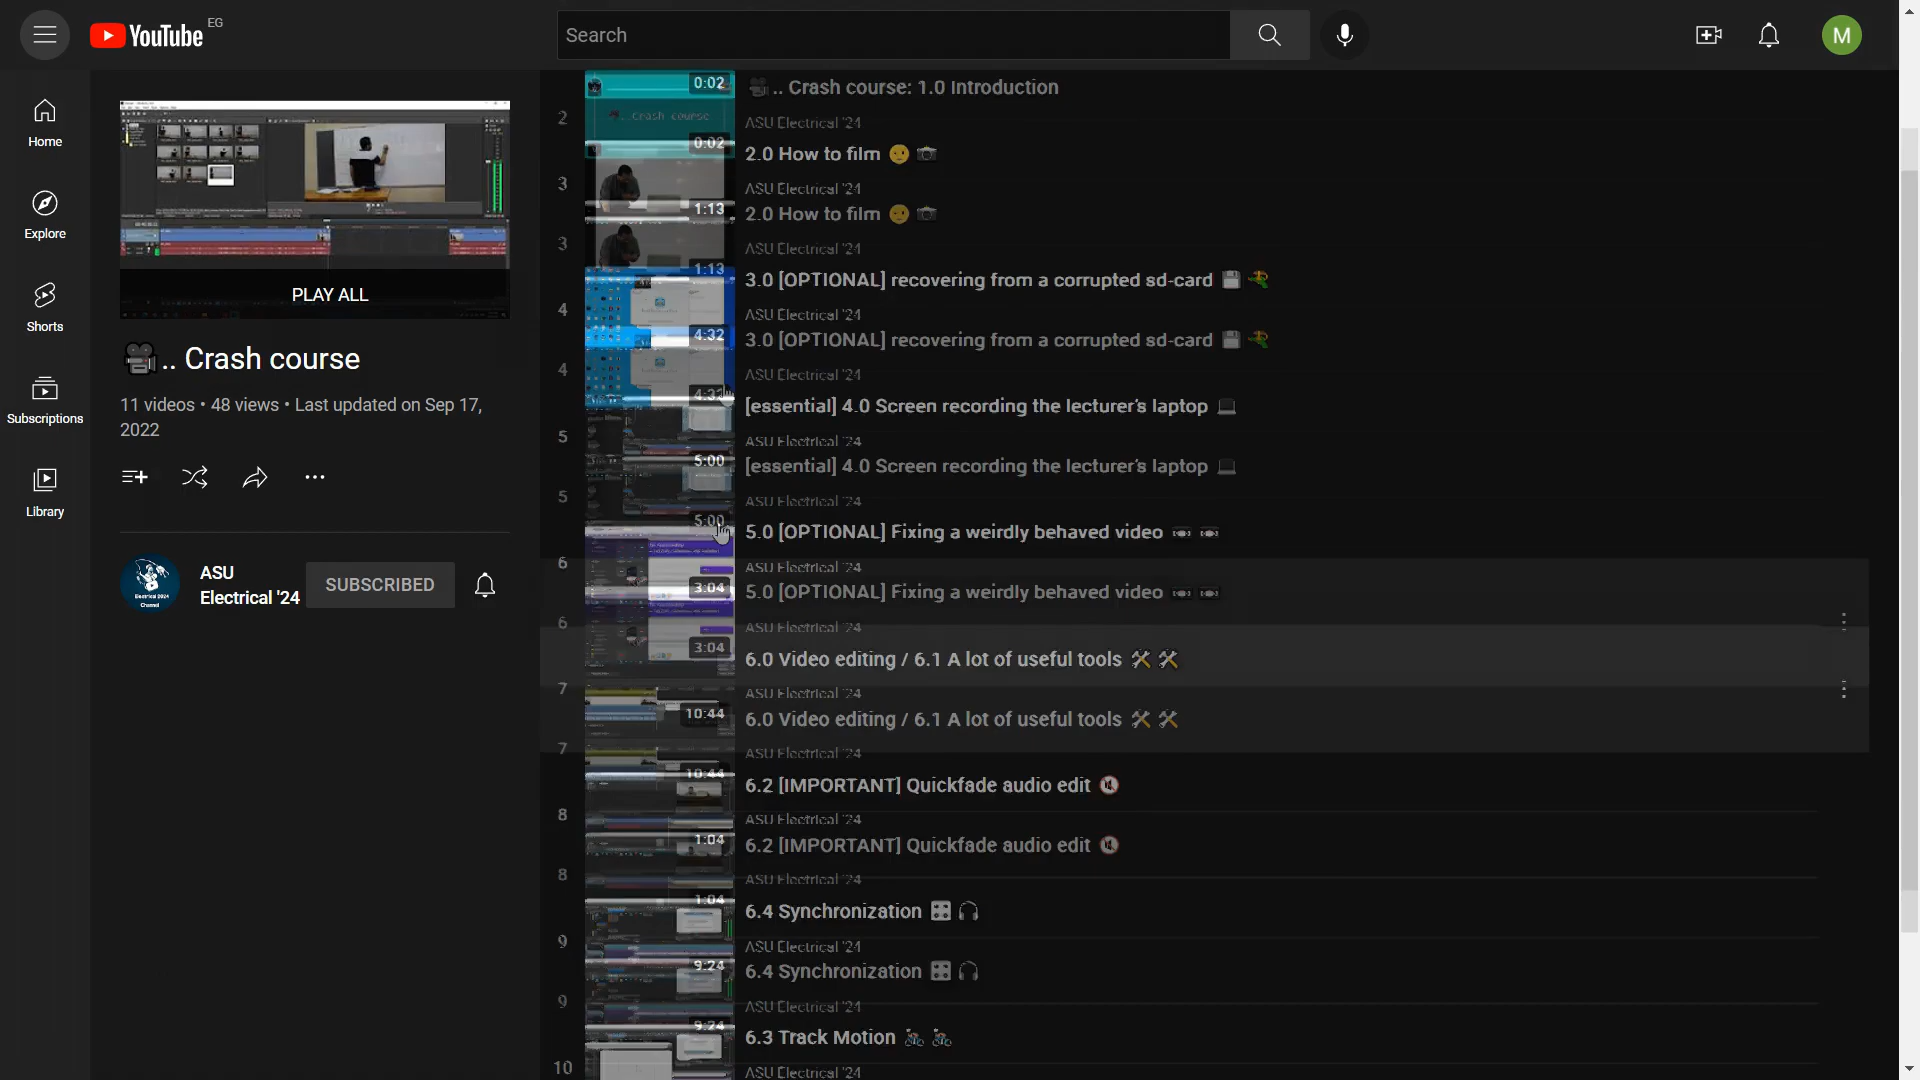 YouTube EG
Search
M
Home
Explore
Shorts
Subscriptions
Library
PLAY ALL
.. Crash course
11 videos • 48 views • Last updated on Sep 17,
2022
ASU
Electrical '24
SUBSCRIBED
Electrical 2024
Channel
0:02
.. Crash course: 1.0 Introduction
2
..Crash course
ASU Electrical '24
0:02
2.0 How to film
3
ASU Electrical '24
1:13
2.0 How to film
3
ASU Electrical '24
1:13
3.0 [OPTIONAL] recovering from a corrupted sd-card
4
ASU Electrical '24
4:32
3.0 [OPTIONAL] recovering from a corrupted sd-card
4
ASU Electrical '24
4:32
[essential] 4.0 Screen recording the lecturer's laptop
5
ASU Electrical '24
5:00
[essential] 4.0 Screen recording the lecturer's laptop
5
ASU Electrical '24
5:00
5.0 [OPTIONAL] Fixing a weirdly behaved video
6
ASU Electrical '24
3:04
5.0 [OPTIONAL] Fixing a weirdly behaved video
6
ASU Electrical '24
3:04
6.0 Video editing / 6.1 A lot of useful tools
7
ASU Electrical '24
10:44
6.0 Video editing / 6.1 A lot of useful tools
7
ASU Electrical '24
10:44
6.2 [IMPORTANT] Quickfade audio edit
8
ASU Electrical '24
1:04
6.2 [IMPORTANT] Quickfade audio edit
8
ASU Electrical '24
1:04
6.4 Synchronization
9
ASU Electrical '24
9:24
6.4 Synchronization
9
ASU Electrical '24
9:24
6.3 Track Motion
10
ASU Electrical '24